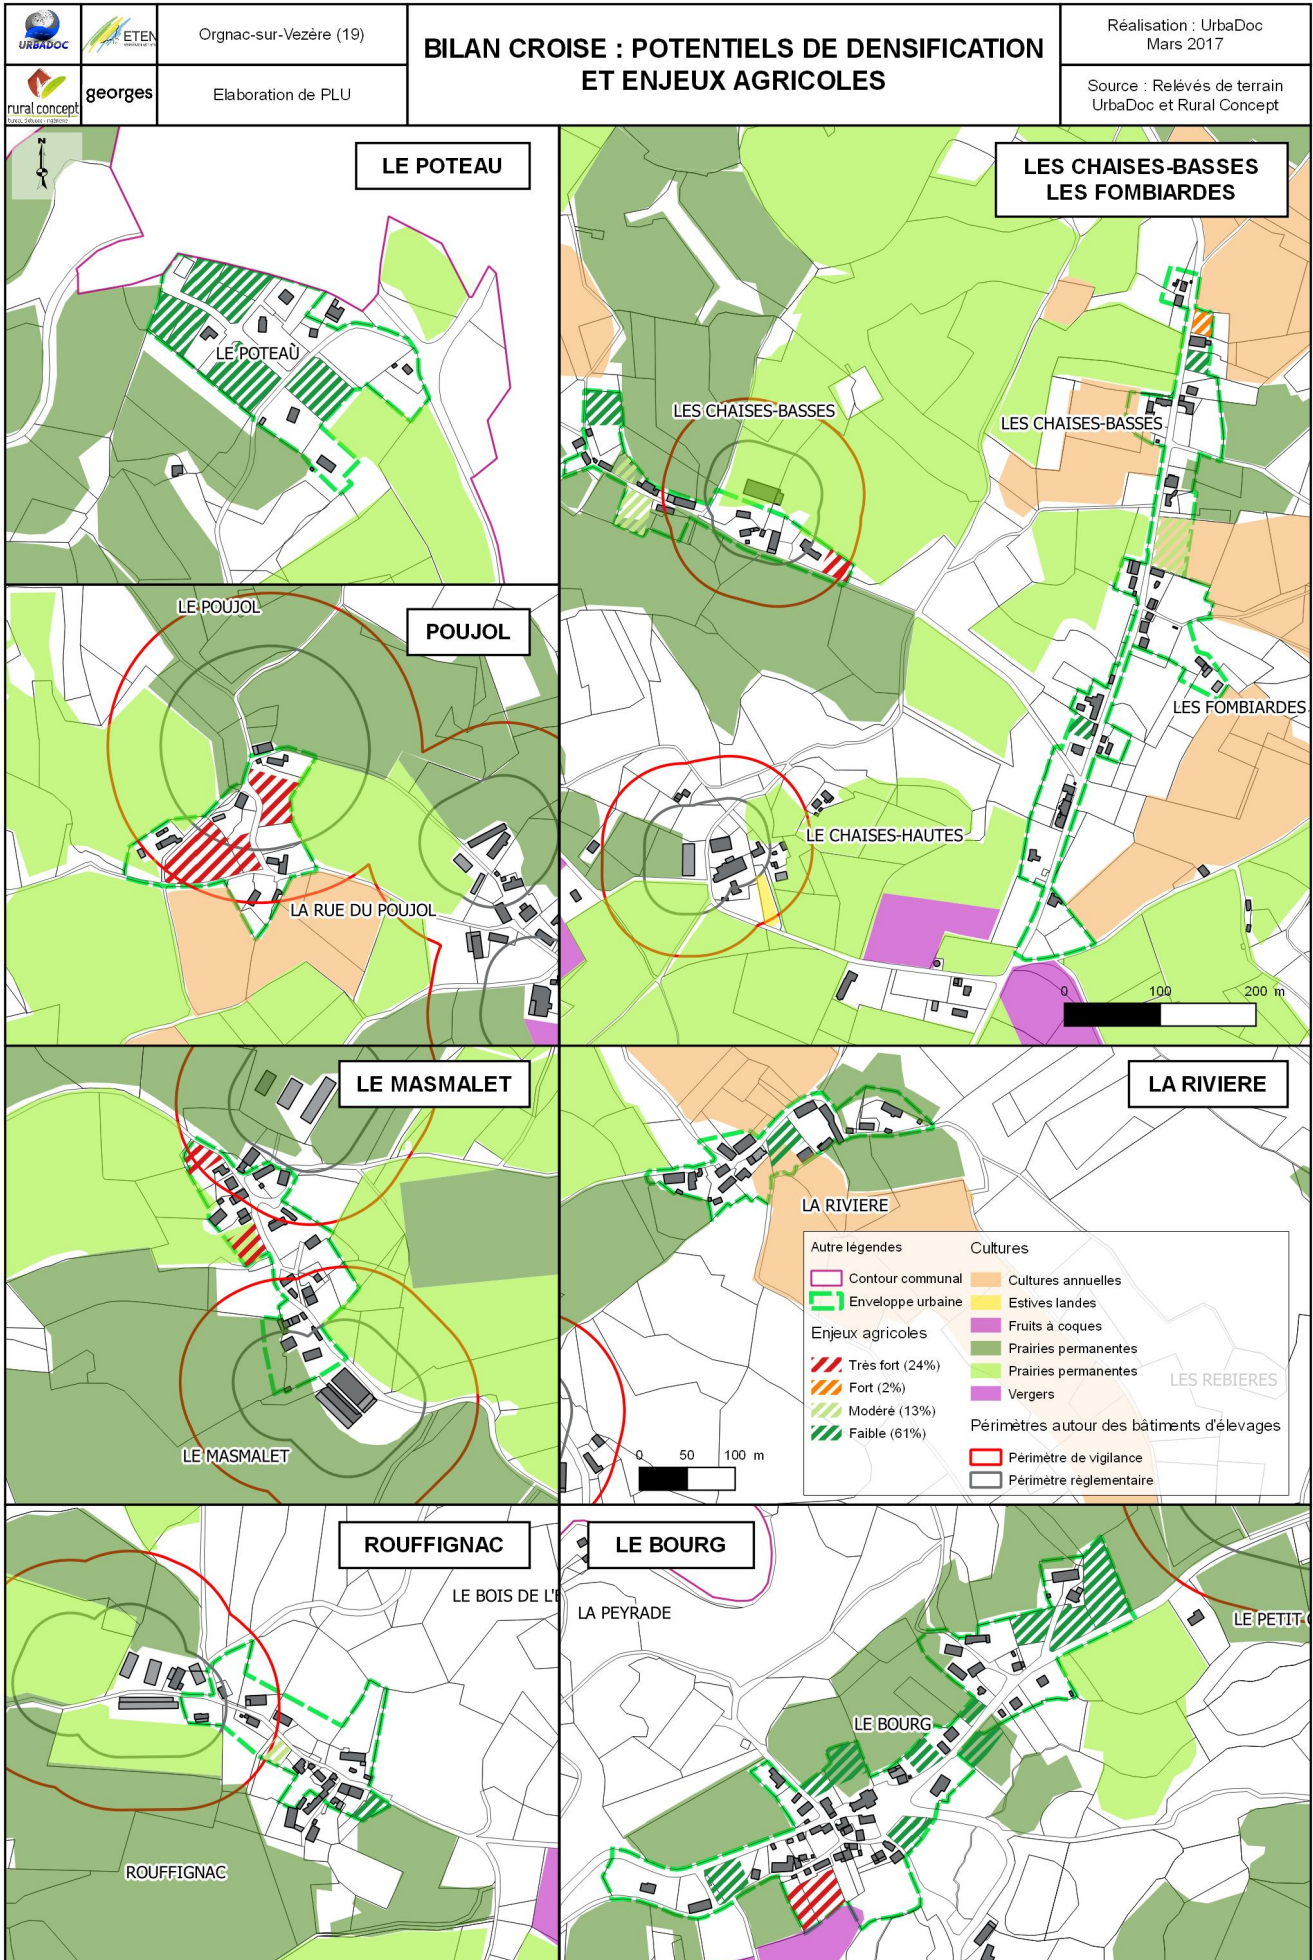 URBADOC
ETEN
Orgnac-sur-Vezère (19)
rural concept
georges
Elaboration de PLU
BILAN CROISE : POTENTIELS DE DENSIFICATION
ET ENJEUX AGRICOLES
Réalisation : UrbaDoc
Mars 2017
Source : Relévés de terrain
UrbaDoc et Rural Concept
N
LE POTEAU
LE POTEAU
LES CHAISES-BASSES
LES FOMBIARDES
LES CHAISES-BASSES
LES CHAISES-BASSES
LES FOMBIARDES
LE CHAISES-HAUTES
0 100 200 m
LE POUJOL
POUJOL
LA RUE DU POUJOL
LE MASMALET
LE MASMALET
LA RIVIERE
LA RIVIERE
LES REBIERES
0 50 100 m
Autre légendes
Contour communal
Enveloppe urbaine
Enjeux agricoles
Très fort (24%)
Fort (2%)
Modéré (13%)
Faible (61%)
Cultures
Cultures annuelles
Estives landes
Fruits à coques
Prairies permanentes
Prairies permanentes
Vergers
Périmètres autour des bâtiments d'élevages
Périmètre de vigilance
Périmètre règlementaire
ROUFFIGNAC
LE BOIS DE L'E
ROUFFIGNAC
LE BOURG
LA PEYRADE
LE PETIT
LE BOURG